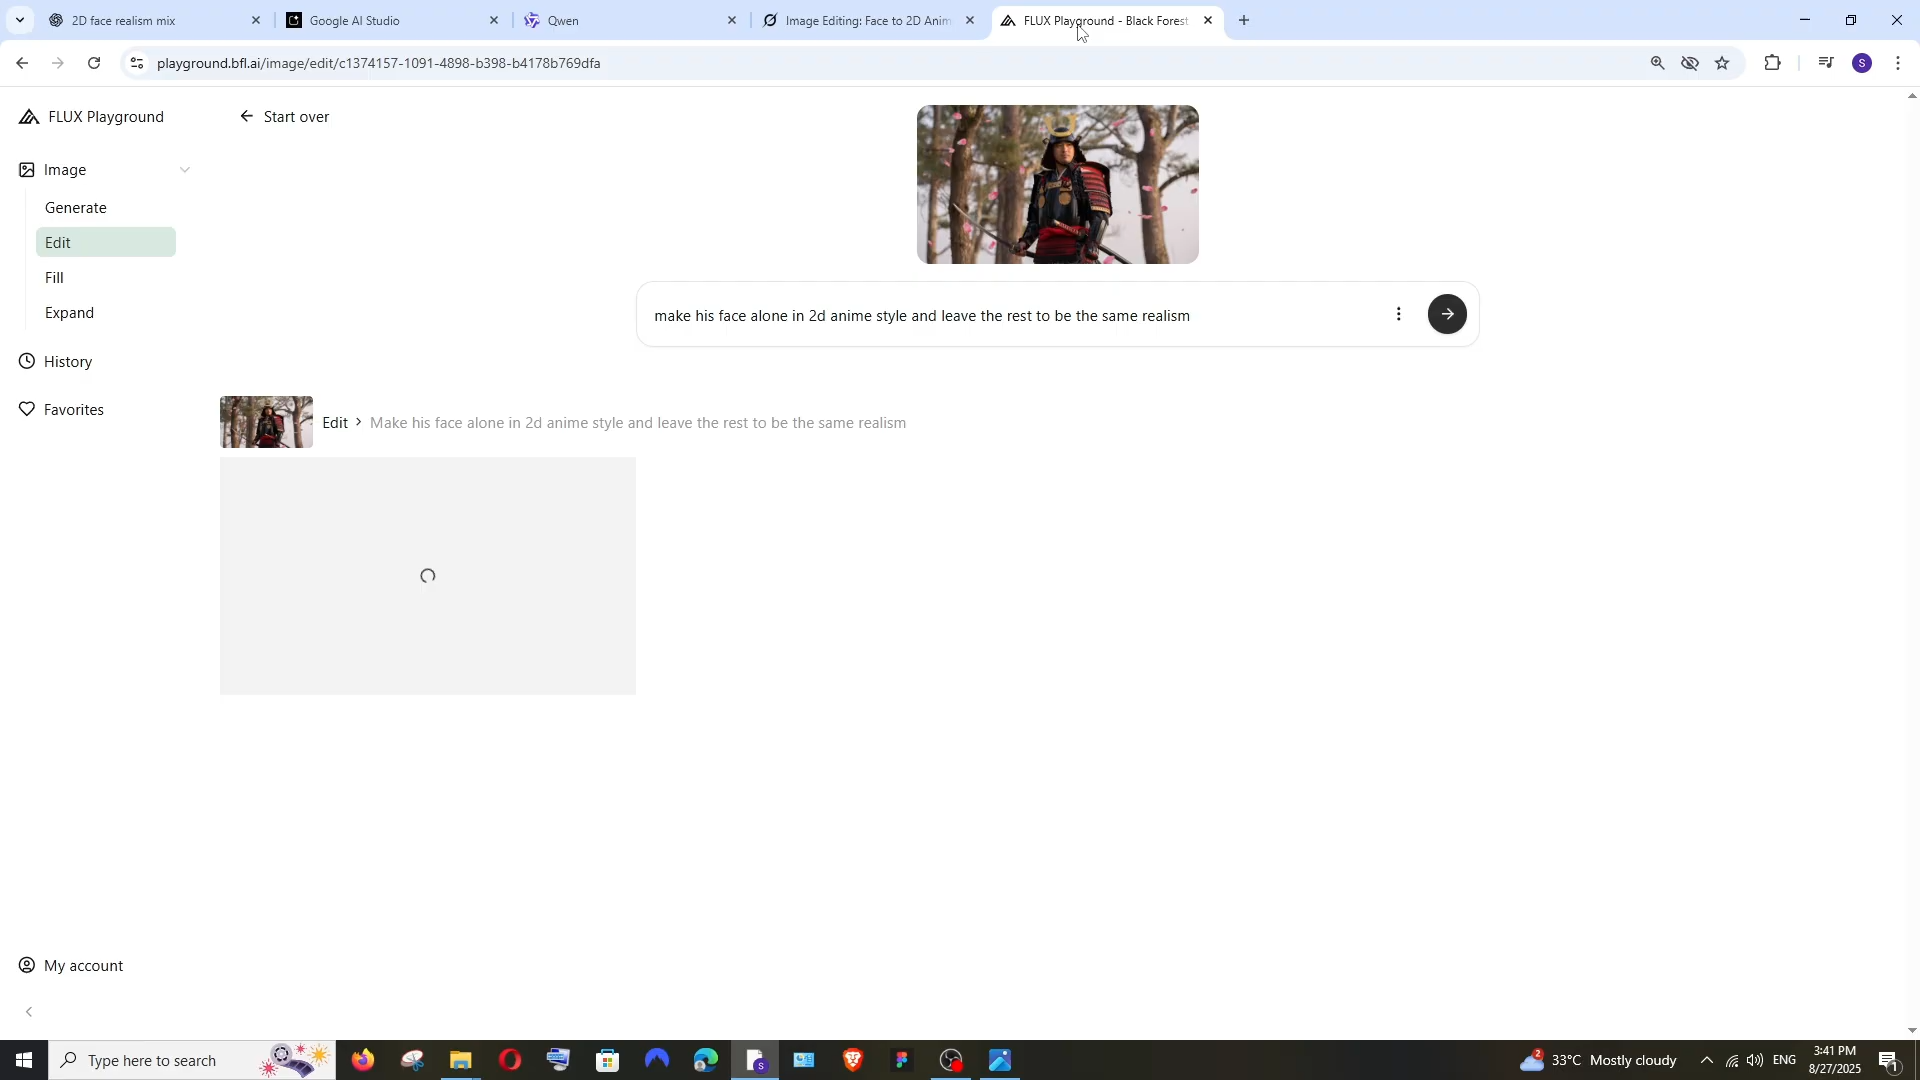 2D face realism mix
Google AI Studio
Qwen
Image Editing: Face to 2D Anim
FLUX Playground - Black Forest
playground.bfl.ai/image/edit/c1374157-1091-4898-b398-b4178b769dfa
S
FLUX Playground
Start over
Image
Generate
Edit
Fill
Expand
History
Favorites
make his face alone in 2d anime style and leave the rest to be the same realism
Edit > Make his face alone in 2d anime style and leave the rest to be the same realism
My account
Type here to search
S
2
33°C Mostly cloudy
ENG
3:41 PM
8/27/2025
1